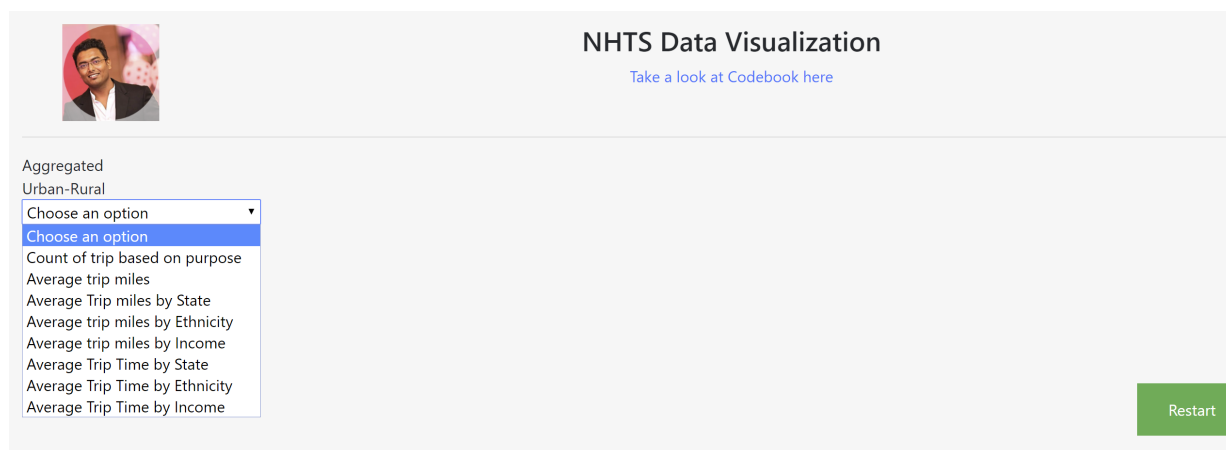 NHTS Data Visualization
Take a look at Codebook here
Aggregated
Urban-Rural
Choose an option
Choose an option
Count of trip based on purpose
Average trip miles
Average Trip miles by State
Average trip miles by Ethnicity
Average trip miles by Income
Average Trip Time by State
Average Trip Time by Ethnicity
Average Trip Time by Income
Restart